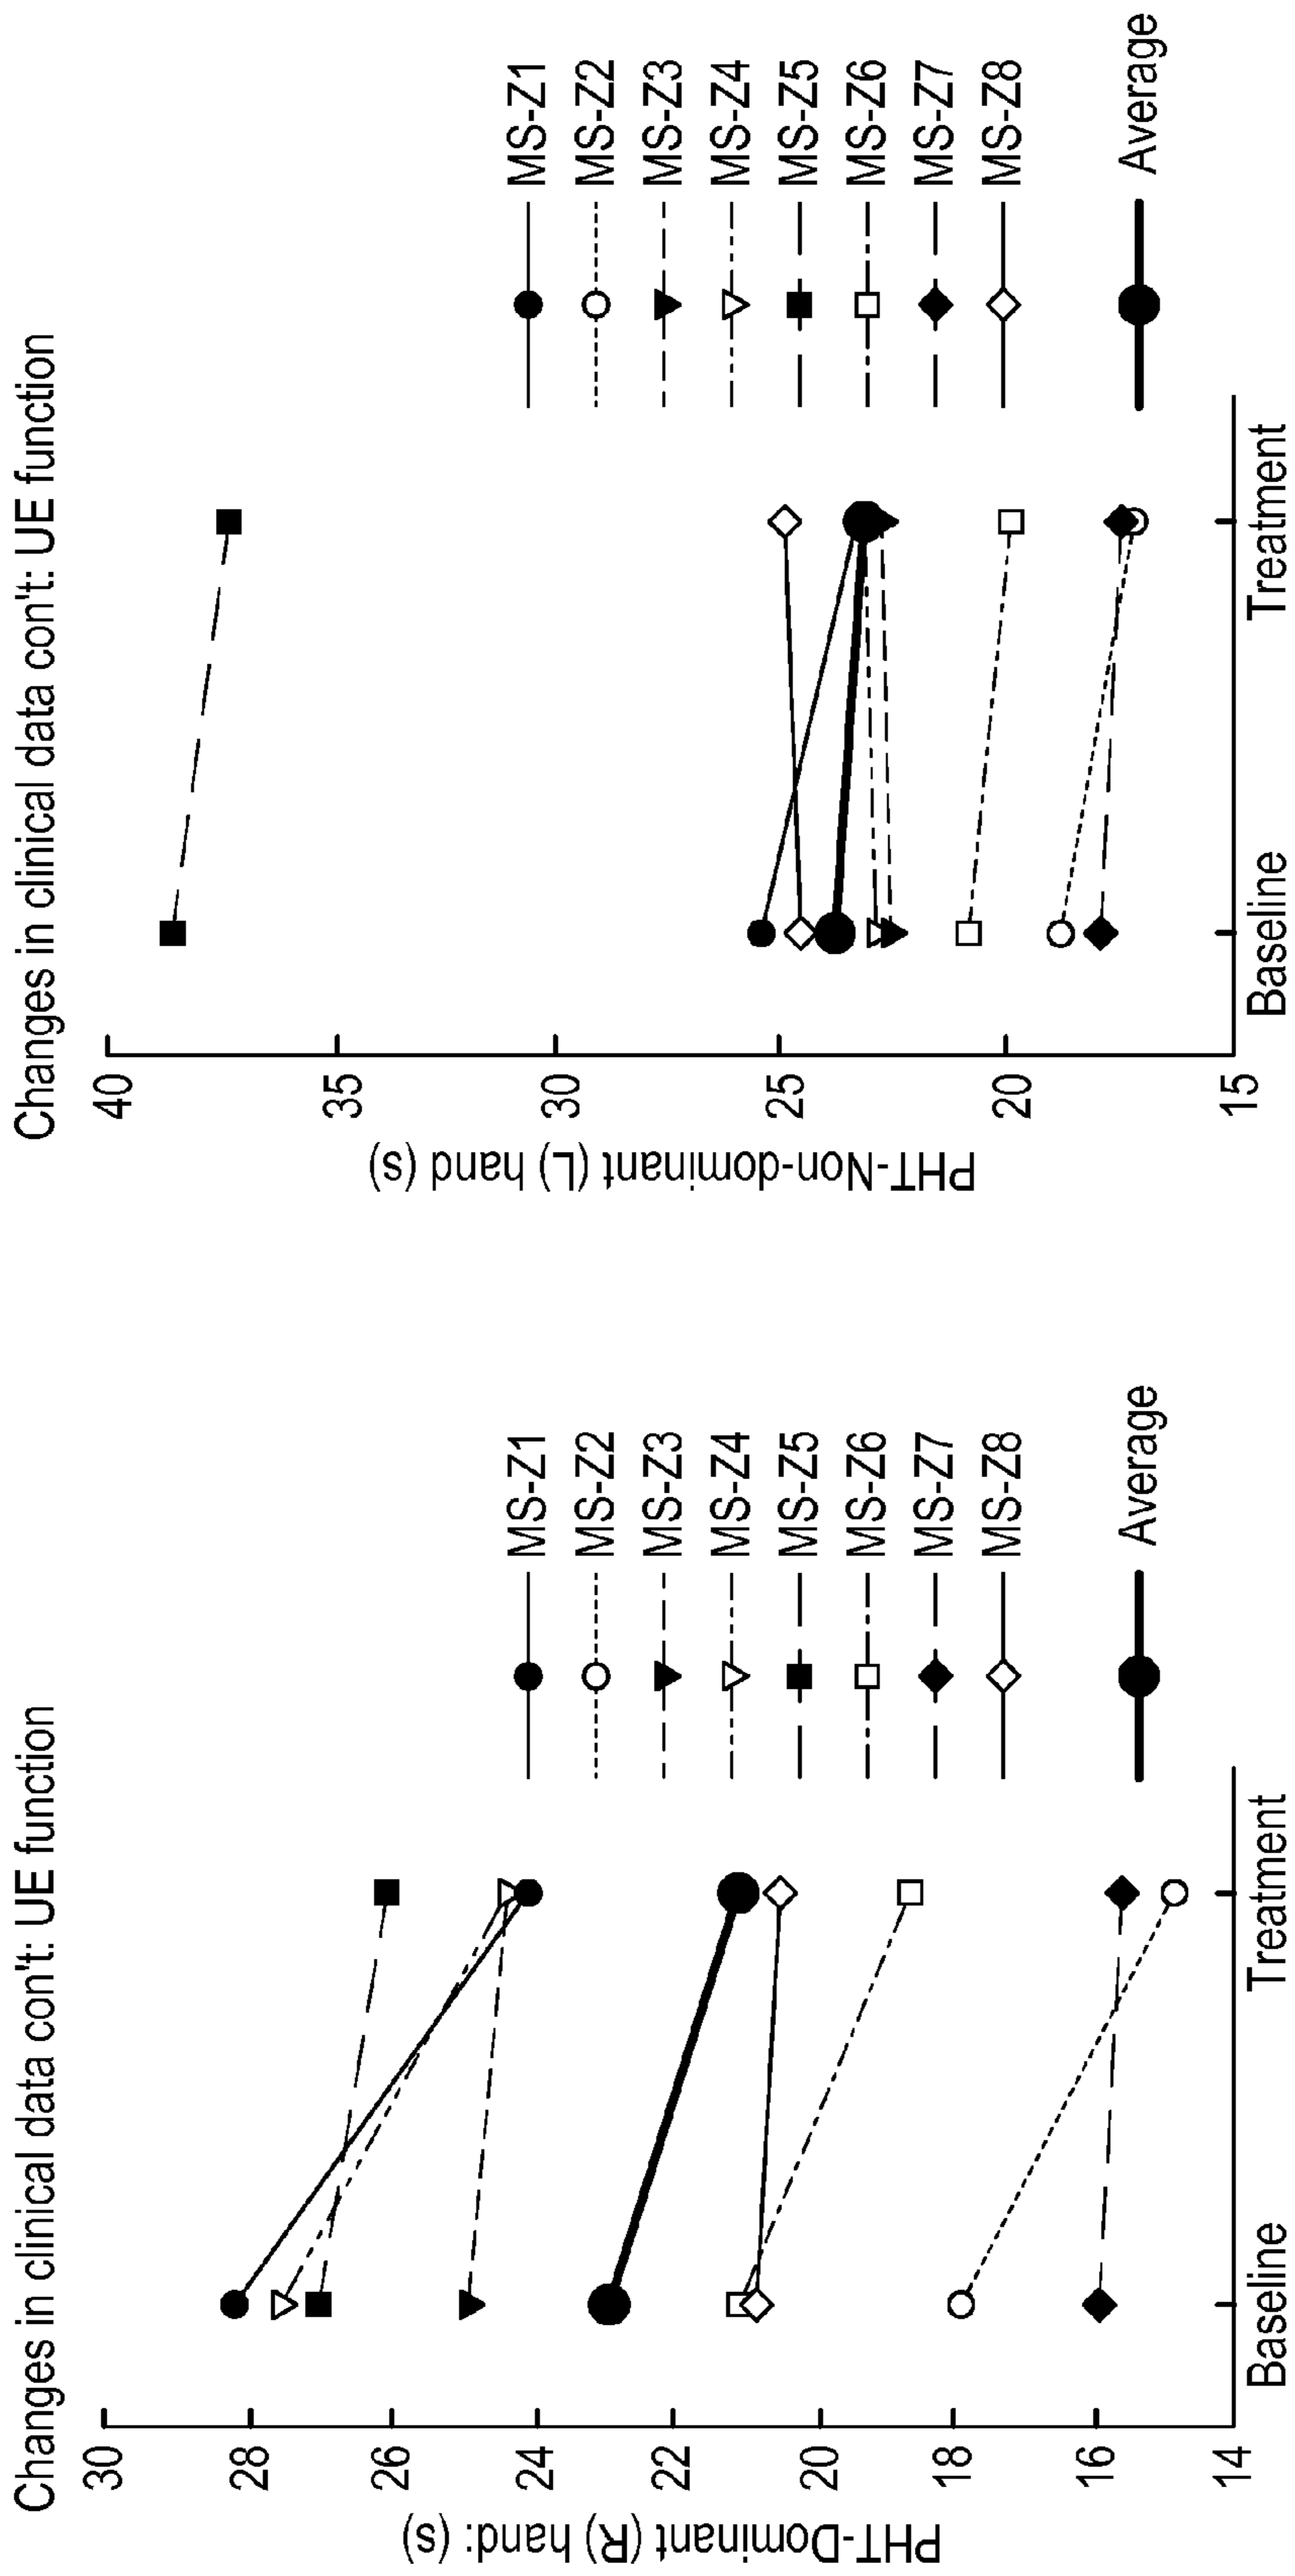 Changes in clinical data con't: UE function
PHT-Dominant (R) hand: (s)
30
28
26
24
22
20
18
16
14
Baseline
Treatment
MS-Z1
MS-Z2
MS-Z3
MS-Z4
MS-Z5
MS-Z6
MS-Z7
MS-Z8
Average
Changes in clinical data con't: UE function
PHT-Non-dominant (L) hand (s)
40
35
30
25
20
15
Baseline
Treatment
MS-Z1
MS-Z2
MS-Z3
MS-Z4
MS-Z5
MS-Z6
MS-Z7
MS-Z8
Average